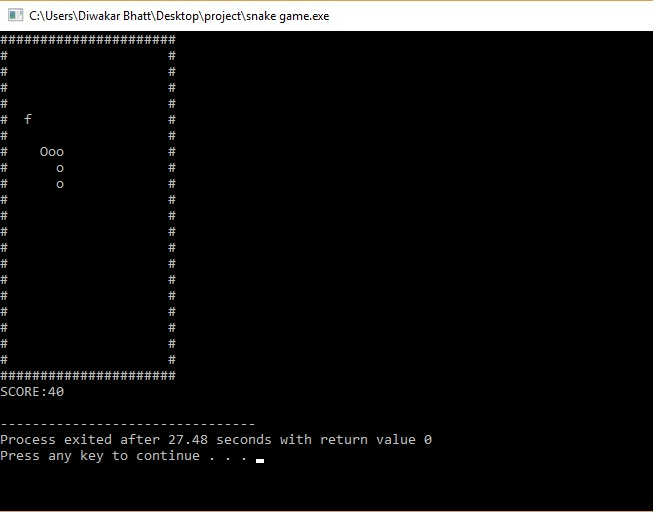 C:\Users\Diwakar Bhatt\Desktop\project\snake game.exe
######################
#                    #
#                    #
#                    #
#                    #
#  f                 #
#                    #
#    Ooo             #
#      o             #
#      o             #
#                    #
#                    #
#                    #
#                    #
#                    #
#                    #
#                    #
#                    #
#                    #
#                    #
#                    #
######################
SCORE:40
--------------------------------
Process exited after 27.48 seconds with return value 0
Press any key to continue . . .